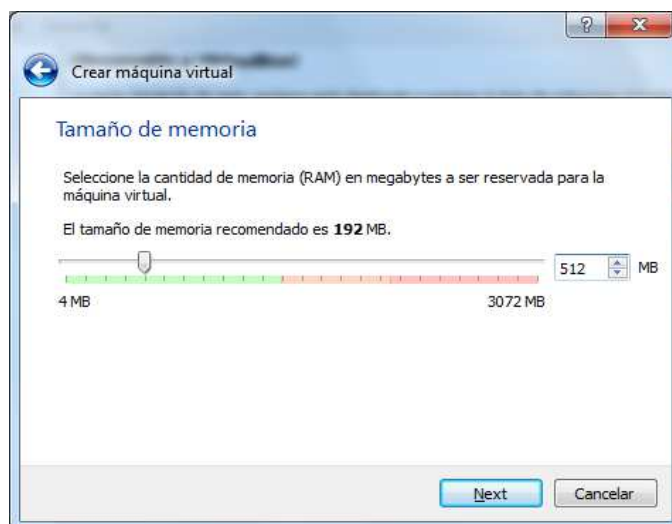 Crear máquina virtual
Tamaño de memoria
Seleccione la cantidad de memoria (RAM) en megabytes a ser reservada para la
máquina virtual.
El tamaño de memoria recomendado es 192 MB.
512 MB
4 MB 3072 MB
Next Cancelar